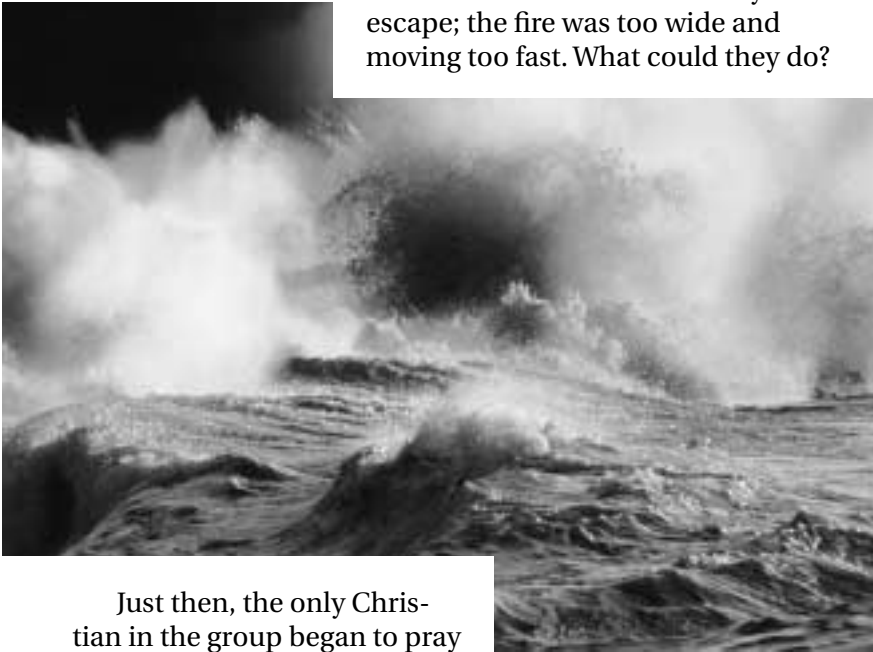 escape; the fire was too wide and
moving too fast. What could they do?
Just then, the only Chris-
tian in the group began to pray